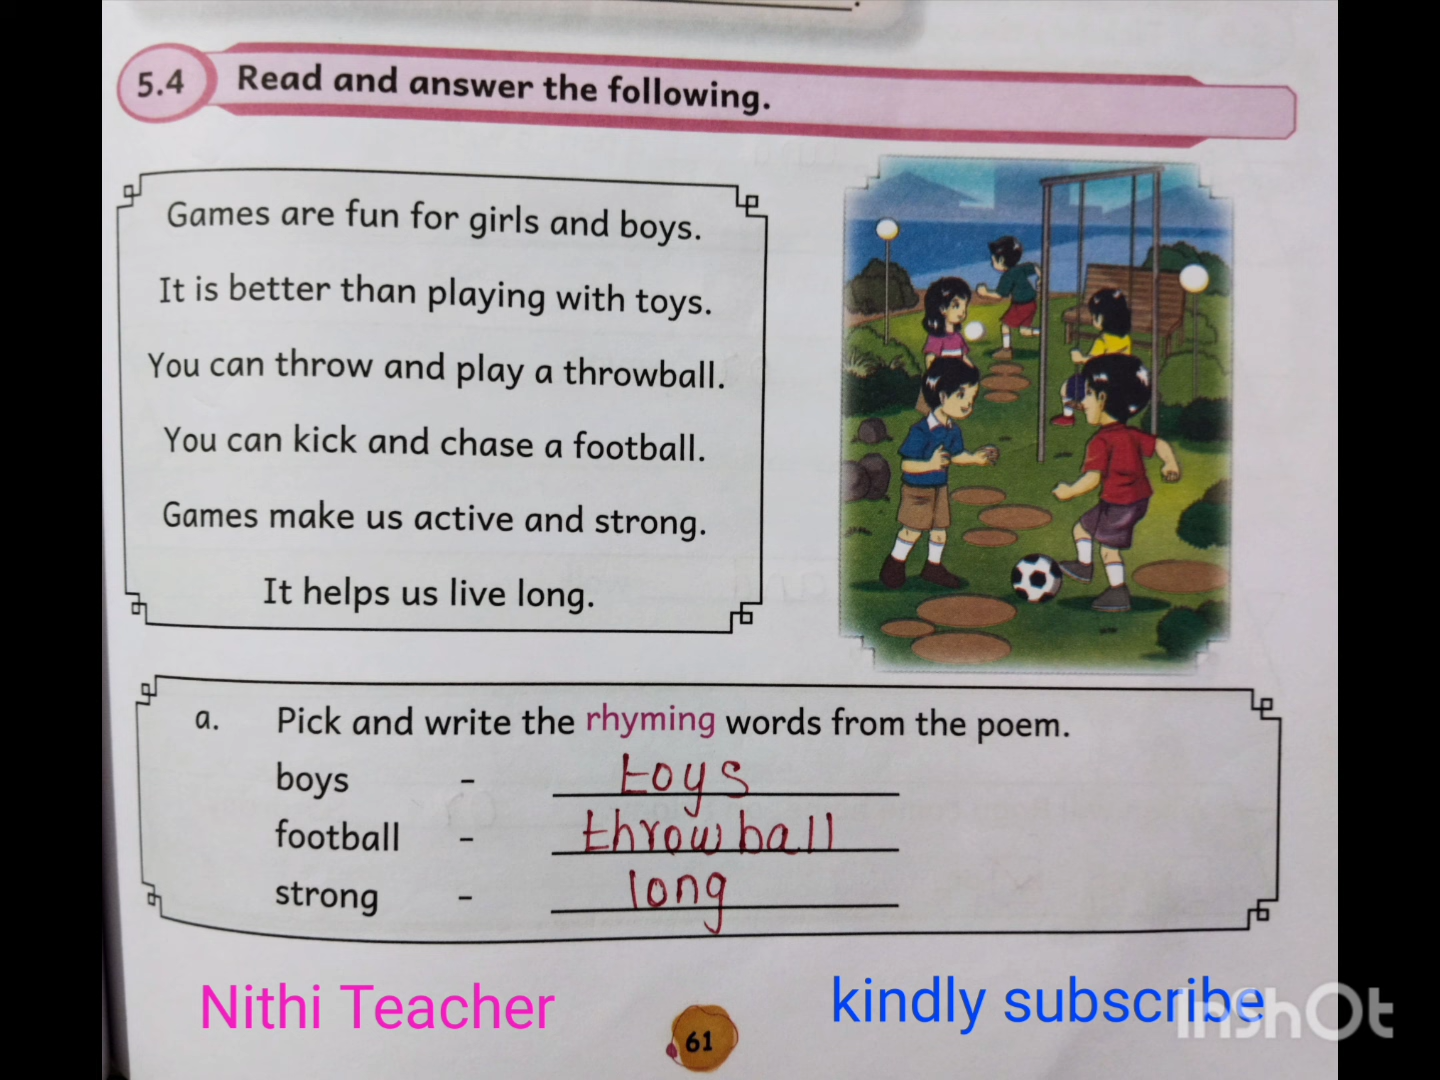 5.4 Read and answer the following.
Games are fun for girls and boys.
It is better than playing with toys.
You can throw and play a throwball.
You can kick and chase a football.
Games make us active and strong.
It helps us live long.
a. Pick and write the rhyming words from the poem.
boys - toys
football - throwball
strong - long
Nithi Teacher
kindly subscribe
InShOt
61